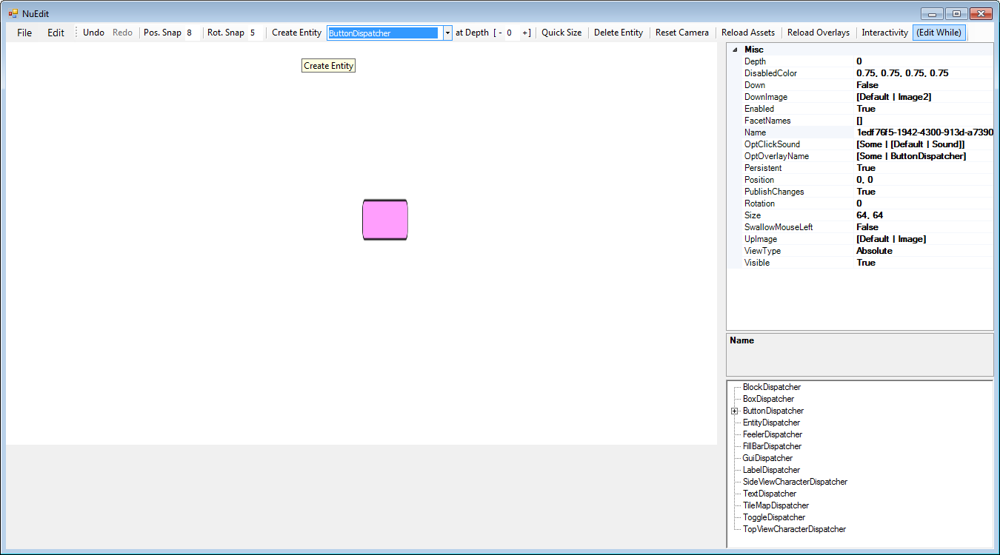 NuEdit
File Edit Undo Redo Pos. Snap 8 Rot. Snap 5 Create Entity ButtonDispatcher at Depth [ - 0 + ] Quick Size Delete Entity Reset Camera Reload Assets Reload Overlays Interactivity (Edit While)
Create Entity
Misc
Depth 0
DisabledColor 0.75, 0.75, 0.75, 0.75
Down False
DownImage [Default | Image2]
Enabled True
FacetNames []
Name 1edf76f5-1942-4300-913d-a7390
OptClickSound [Some | [Default | Sound]]
OptOverlayName [Some | ButtonDispatcher]
Persistent True
Position 0, 0
PublishChanges True
Rotation 0
Size 64, 64
SwallowMouseLeft False
UpImage [Default | Image]
ViewType Absolute
Visible True
Name
BlockDispatcher
BoxDispatcher
ButtonDispatcher
EntityDispatcher
FeelerDispatcher
FillBarDispatcher
GuiDispatcher
LabelDispatcher
SideViewCharacterDispatcher
TextDispatcher
TileMapDispatcher
ToggleDispatcher
TopViewCharacterDispatcher